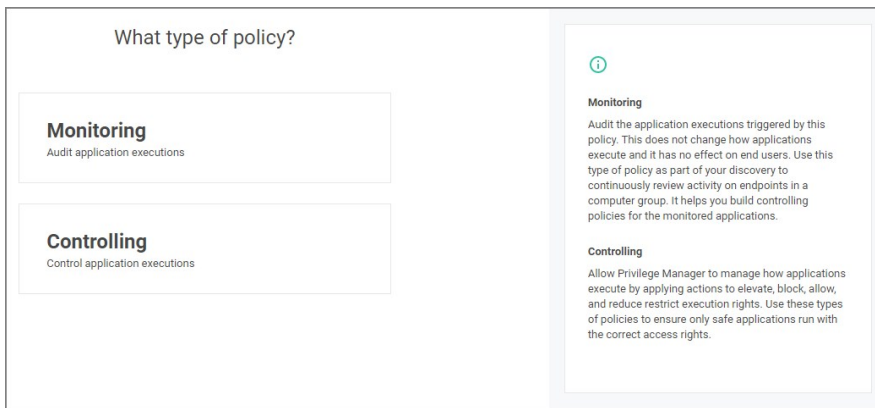 What type of policy?
Monitoring
Audit application executions
Controlling
Control application executions
Monitoring
Audit the application executions triggered by this
policy. This does not change how applications
execute and it has no effect on end users. Use this
type of policy as part of your discovery to
continuously review activity on endpoints in a
computer group. It helps you build controlling
policies for the monitored applications.
Controlling
Allow Privilege Manager to manage how applications
execute by applying actions to elevate, block, allow,
and reduce restrict execution rights. Use these types
of policies to ensure only safe applications run with
the correct access rights.